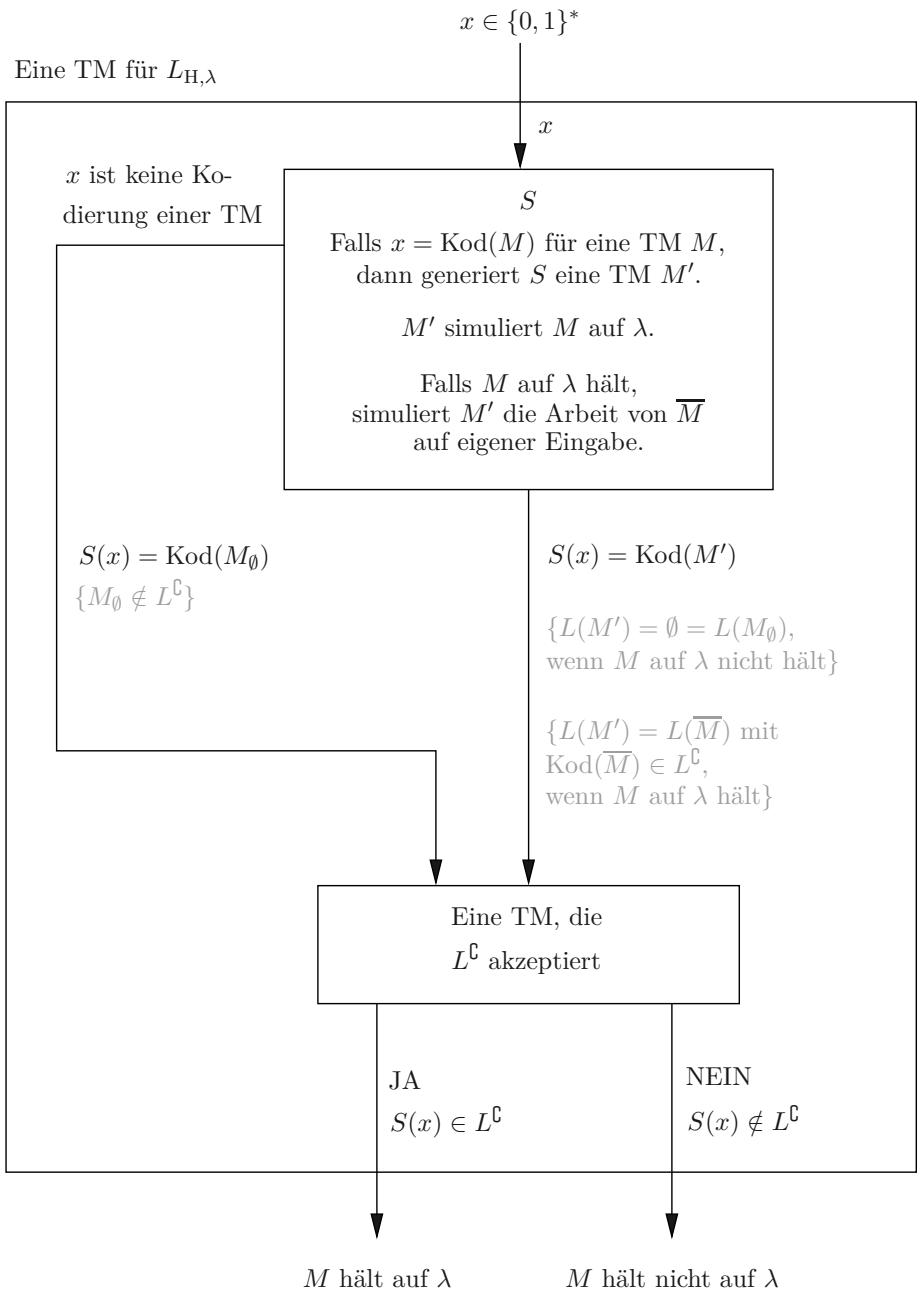 x ∈ {0, 1}*
Eine TM für L_{H,λ}
x
x ist keine Ko-
dierung einer TM
S
Falls x = Kod(M) für eine TM M,
dann generiert S eine TM M′.
M′ simuliert M auf λ.
Falls M auf λ hält,
simuliert M′ die Arbeit von M̅
auf eigener Eingabe.
S(x) = Kod(M_∅)
{M_∅ ∉ L^∁}
S(x) = Kod(M′)
{L(M′) = ∅ = L(M_∅),
wenn M auf λ nicht hält}
{L(M′) = L(M̅) mit
Kod(M̅) ∈ L^∁,
wenn M auf λ hält}
Eine TM, die
L^∁ akzeptiert
JA
S(x) ∈ L^∁
NEIN
S(x) ∉ L^∁
M hält auf λ
M hält nicht auf λ